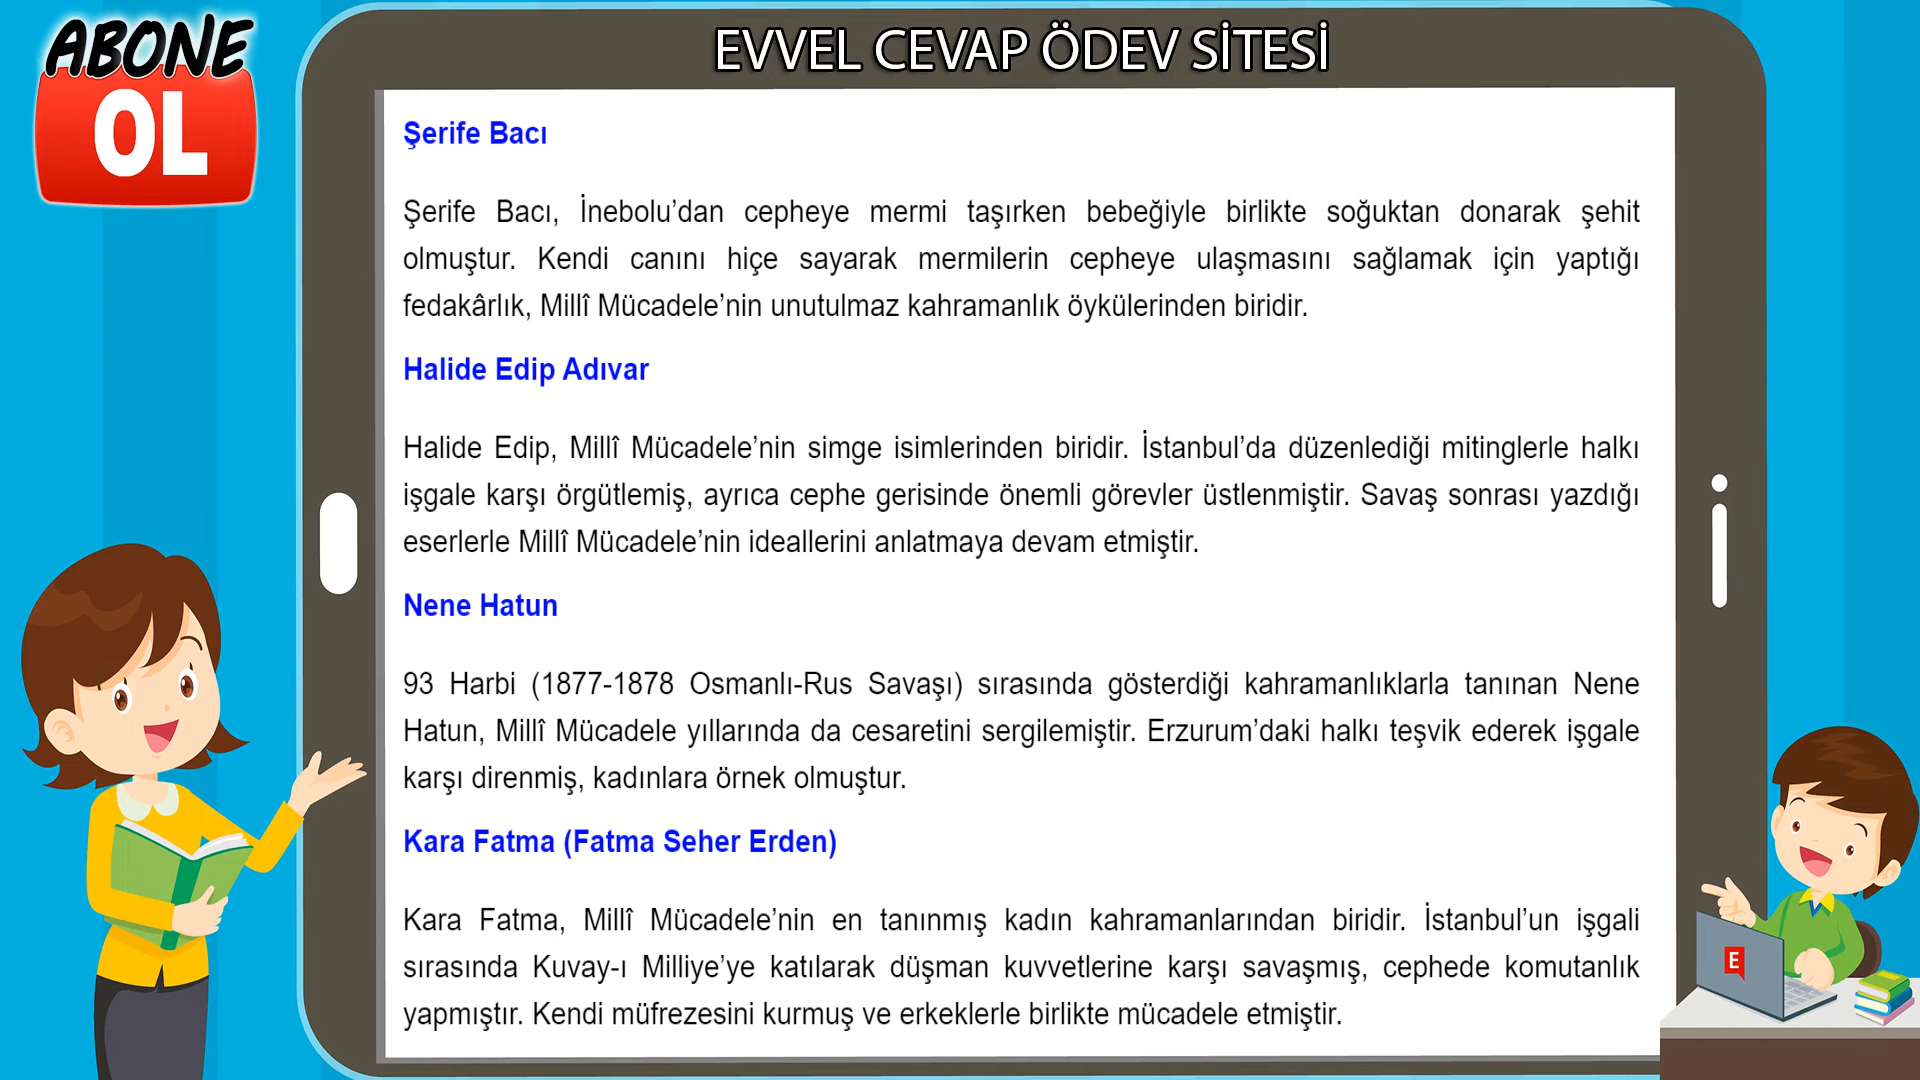 ABONE
OL
EVVEL CEVAP ÖDEV SİTESİ
Şerife Bacı
Şerife Bacı, İnebolu’dan cepheye mermi taşırken bebeğiyle birlikte soğuktan donarak şehit
olmuştur. Kendi canını hiçe sayarak mermilerin cepheye ulaşmasını sağlamak için yaptığı
fedakârlık, Millî Mücadele’nin unutulmaz kahramanlık öykülerinden biridir.
Halide Edip Adıvar
Halide Edip, Millî Mücadele’nin simge isimlerinden biridir. İstanbul’da düzenlediği mitinglerle halkı
işgale karşı örgütlemiş, ayrıca cephe gerisinde önemli görevler üstlenmiştir. Savaş sonrası yazdığı
eserlerle Millî Mücadele’nin ideallerini anlatmaya devam etmiştir.
Nene Hatun
93 Harbi (1877-1878 Osmanlı-Rus Savaşı) sırasında gösterdiği kahramanlıklarla tanınan Nene
Hatun, Millî Mücadele yıllarında da cesaretini sergilemiştir. Erzurum’daki halkı teşvik ederek işgale
karşı direnmiş, kadınlara örnek olmuştur.
Kara Fatma (Fatma Seher Erden)
Kara Fatma, Millî Mücadele’nin en tanınmış kadın kahramanlarından biridir. İstanbul’un işgali
sırasında Kuvay-ı Milliye’ye katılarak düşman kuvvetlerine karşı savaşmış, cephede komutanlık
yapmıştır. Kendi müfrezesini kurmuş ve erkeklerle birlikte mücadele etmiştir.
E